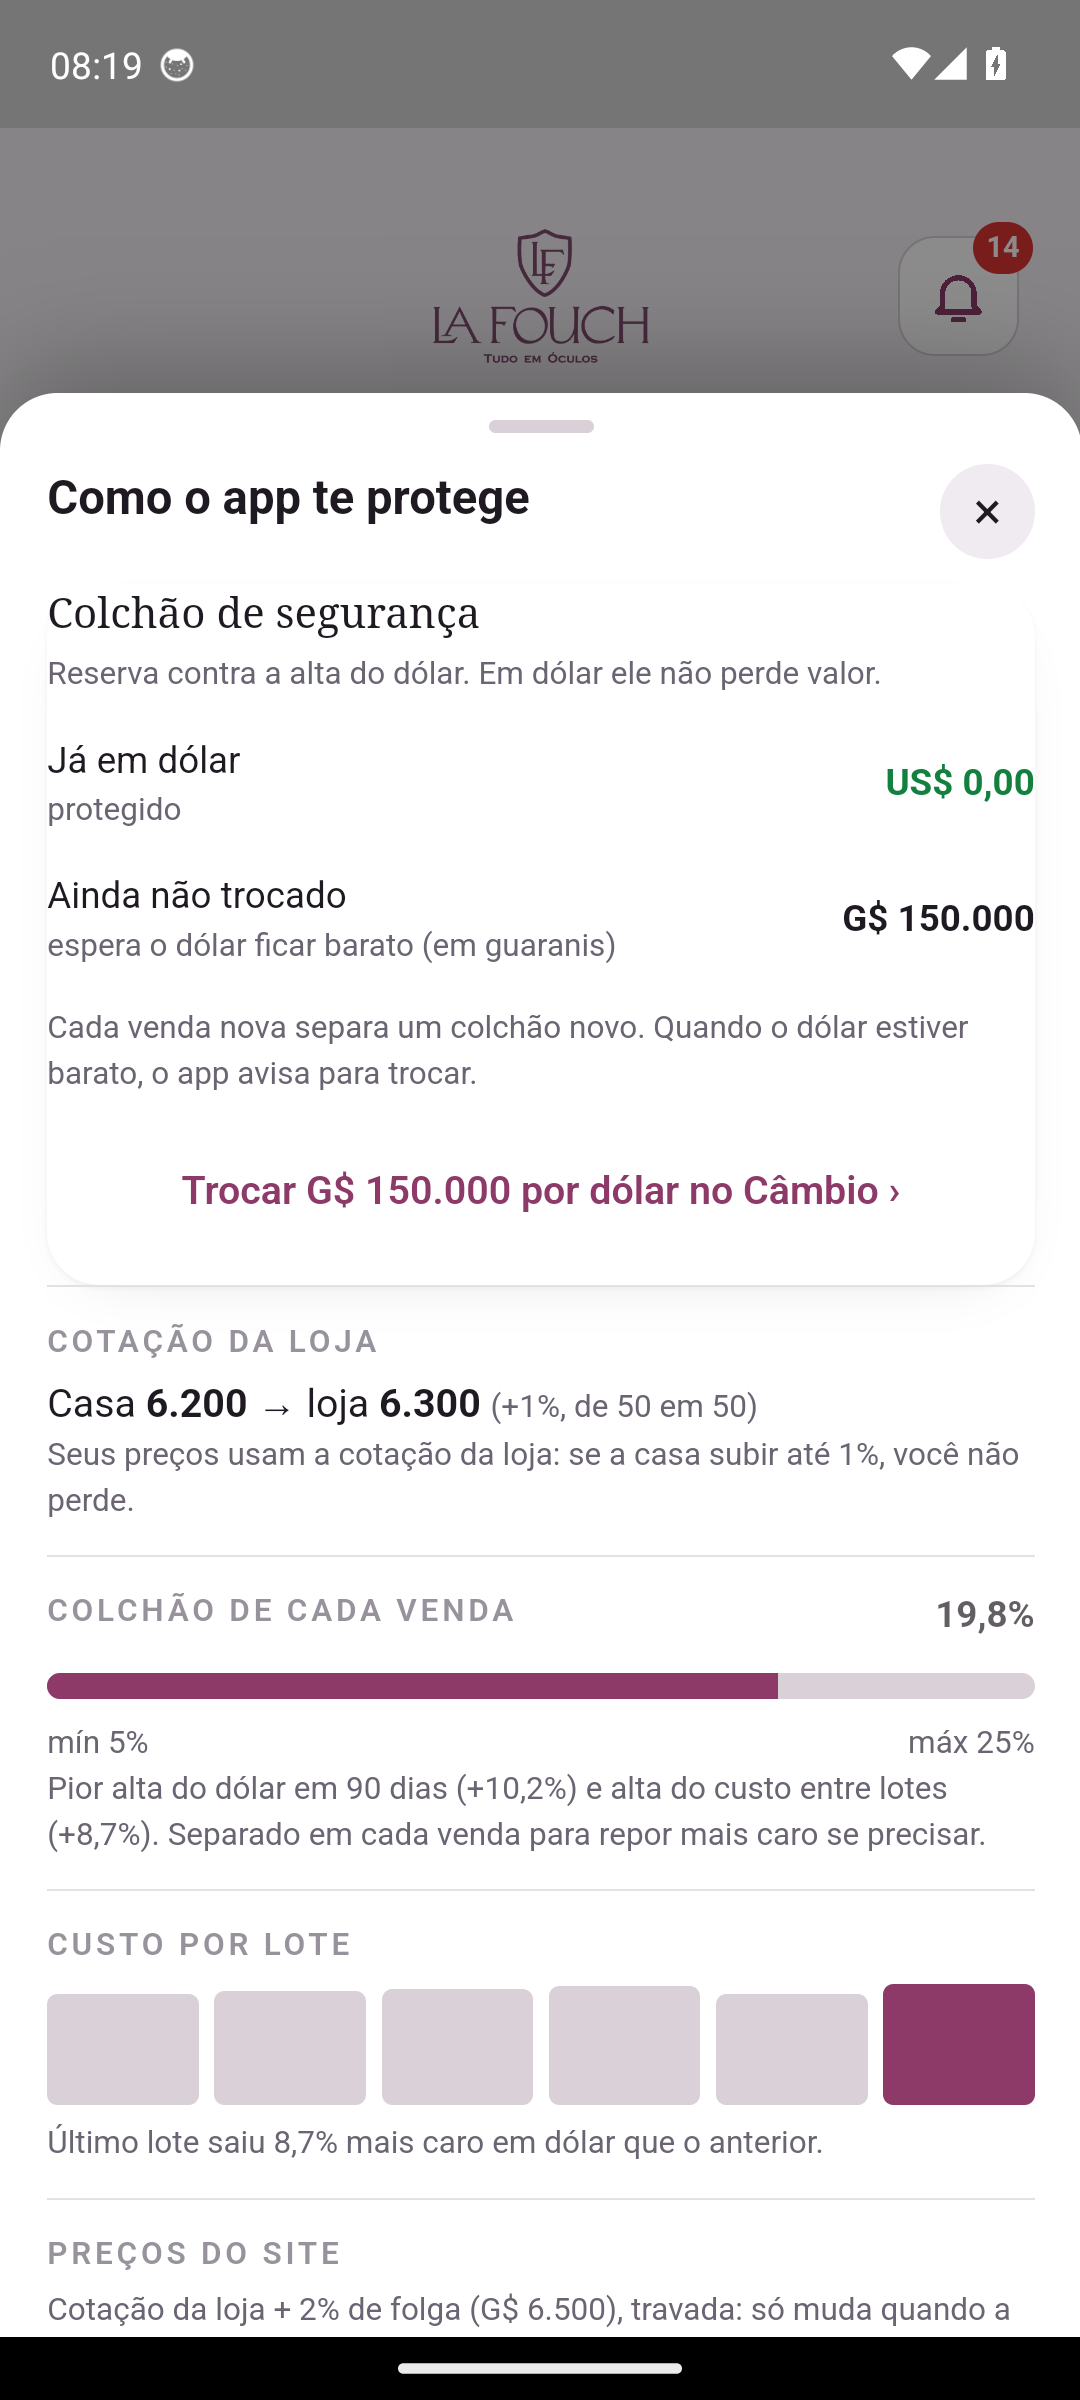 08:19
14
LF
LA FOUCH
TUDO EM ÓCULOS
Como o app te protege
×
Colchão de segurança
Reserva contra a alta do dólar. Em dólar ele não perde valor.
Já em dólar
US$ 0,00
protegido
Ainda não trocado
G$ 150.000
espera o dólar ficar barato (em guaranis)
Cada venda nova separa um colchão novo. Quando o dólar estiver
barato, o app avisa para trocar.
Trocar G$ 150.000 por dólar no Câmbio ›
COTAÇÃO DA LOJA
Casa 6.200 → loja 6.300 (+1%, de 50 em 50)
Seus preços usam a cotação da loja: se a casa subir até 1%, você não
perde.
COLCHÃO DE CADA VENDA
19,8%
mín 5%
máx 25%
Pior alta do dólar em 90 dias (+10,2%) e alta do custo entre lotes
(+8,7%). Separado em cada venda para repor mais caro se precisar.
CUSTO POR LOTE
Último lote saiu 8,7% mais caro em dólar que o anterior.
PREÇOS DO SITE
Cotação da loja + 2% de folga (G$ 6.500), travada: só muda quando a